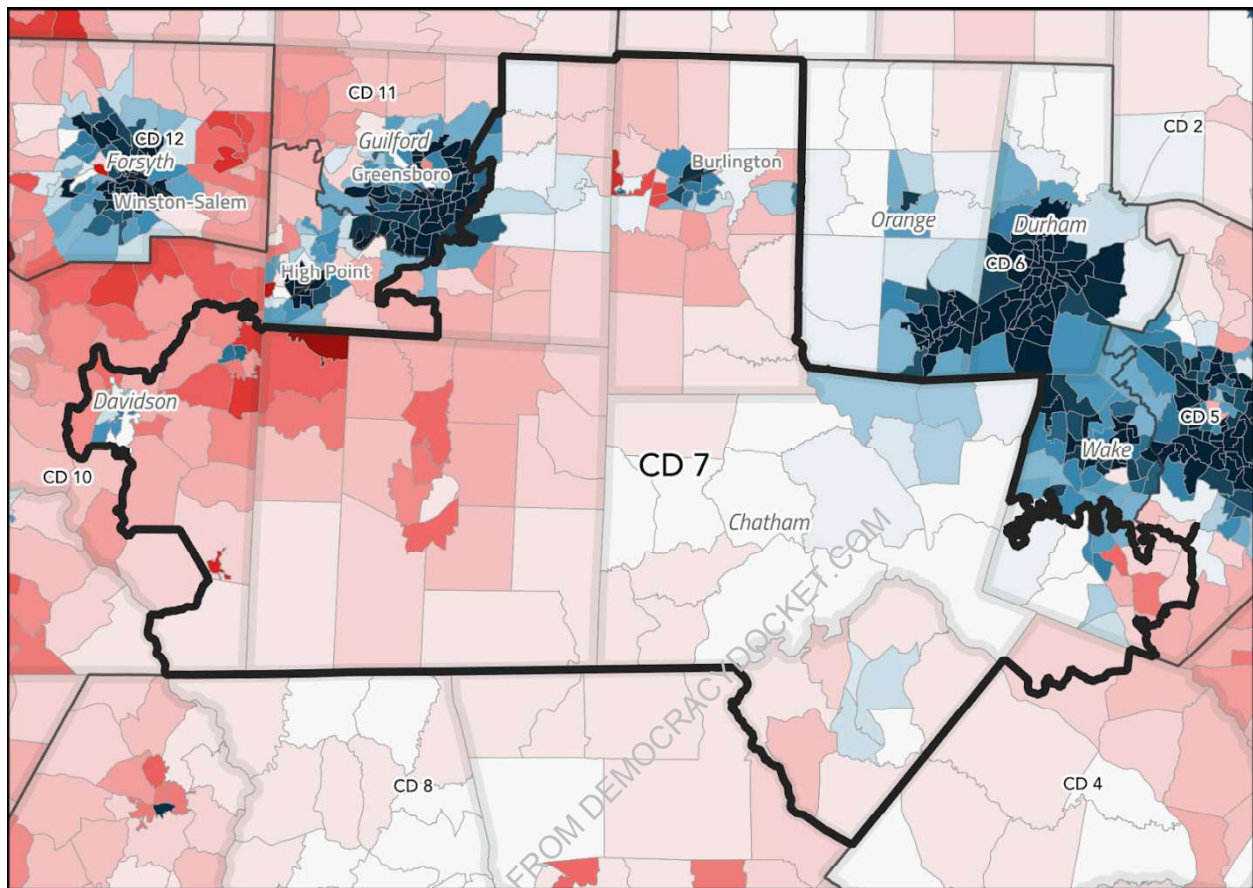 CD 11
CD 2
CD 12
Guilford
Forsyth
Greensboro
Burlington
Winston-Salem
Orange
Durham
CD 6
High Point
Davidson
CD 5
Wake
CD 7
CD 10
Chatham
CD 8
CD 4
FROM DEMOCRACYDOCKET.COM